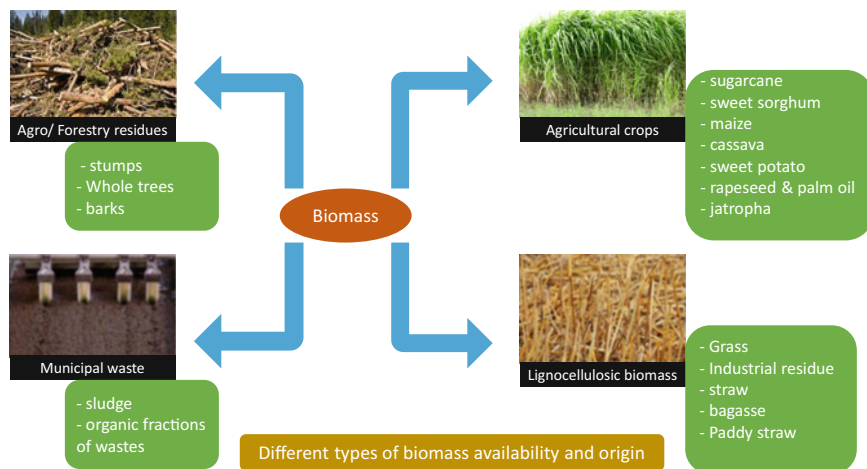 Agro/ Forestry residues
- stumps
- Whole trees
- barks
Agricultural crops
- sugarcane
- sweet sorghum
- maize
- cassava
- sweet potato
- rapeseed & palm oil
- jatropha
Biomass
Municipal waste
- sludge
- organic fractions
of wastes
Lignocellulosic biomass
- Grass
- Industrial residue
- straw
- bagasse
- Paddy straw
Different types of biomass availability and origin